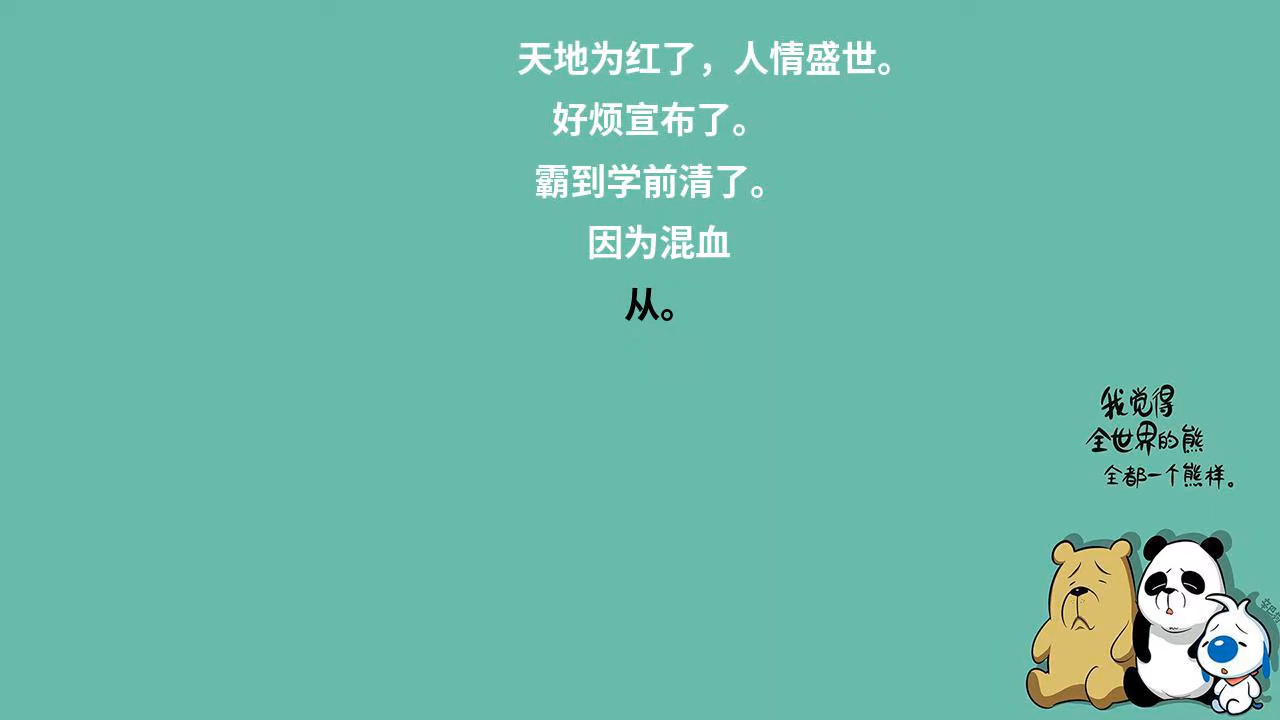 天地为红了，人情盛世。
好烦宣布了。
霸到学前清了。
因为混血
从。
我觉得
全世界的熊
全都一个熊样。